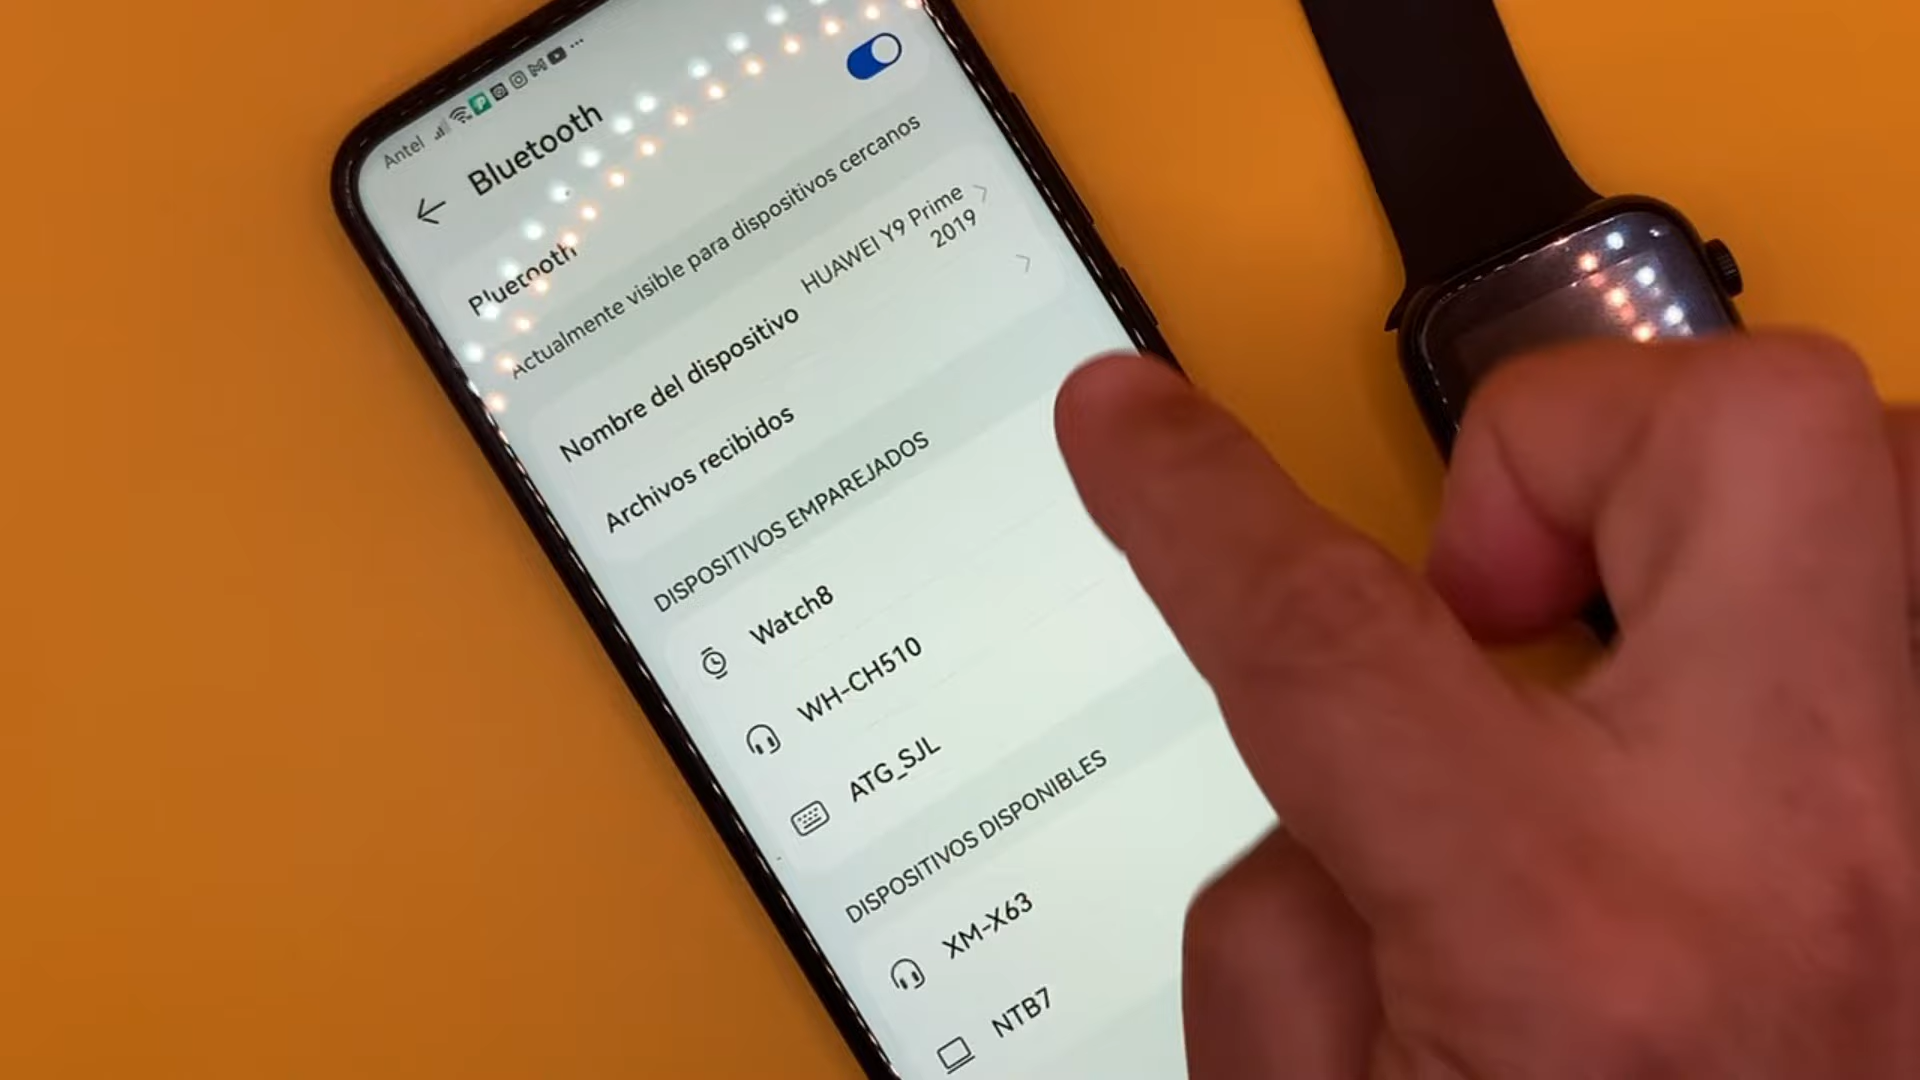 Antel
Bluetooth
Bluetooth
Actualmente visible para dispositivos cercanos
Nombre del dispositivo
HUAWEI Y9 Prime
2019
Archivos recibidos
DISPOSITIVOS EMPAREJADOS
Watch8
WH-CH510
ATG_SJL
DISPOSITIVOS DISPONIBLES
XM-X63
NTB7